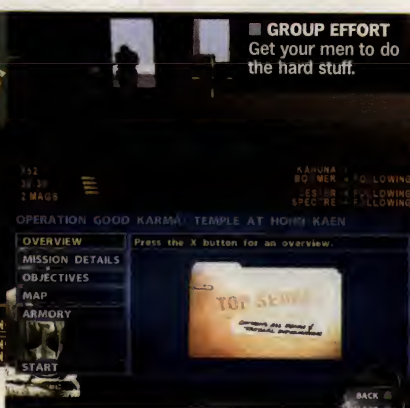 GROUP EFFORT
Get your men to do
the hard stuff.
2 MAGS
KAHUNA
BOOMER FOLLOWING
JESTER FOLLOWING
SPECTRE FOLLOWING
OPERATION GOOD KARMA: TEMPLE AT HOHN KAEN
OVERVIEW
Press the X button for an overview.
MISSION DETAILS
OBJECTIVES
MAP
ARMORY
START
TOP SECRET
BACK